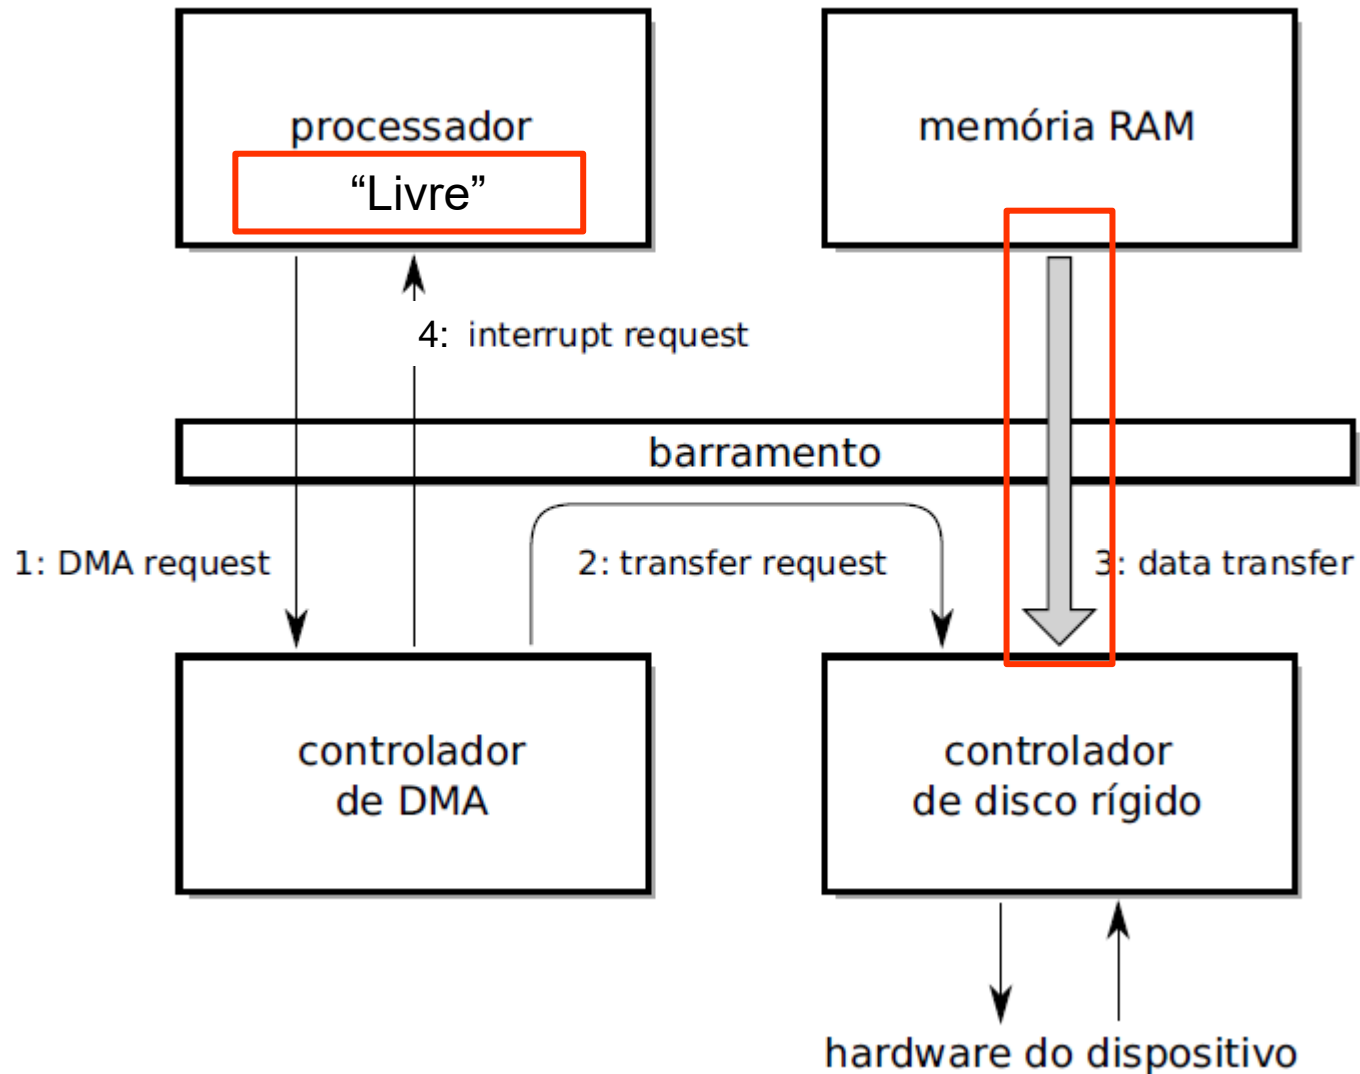 processador
“Livre”
memória RAM
4: interrupt request
barramento
1: DMA request
2: transfer request
3: data transfer
controlador
de DMA
controlador
de disco rígido
hardware do dispositivo